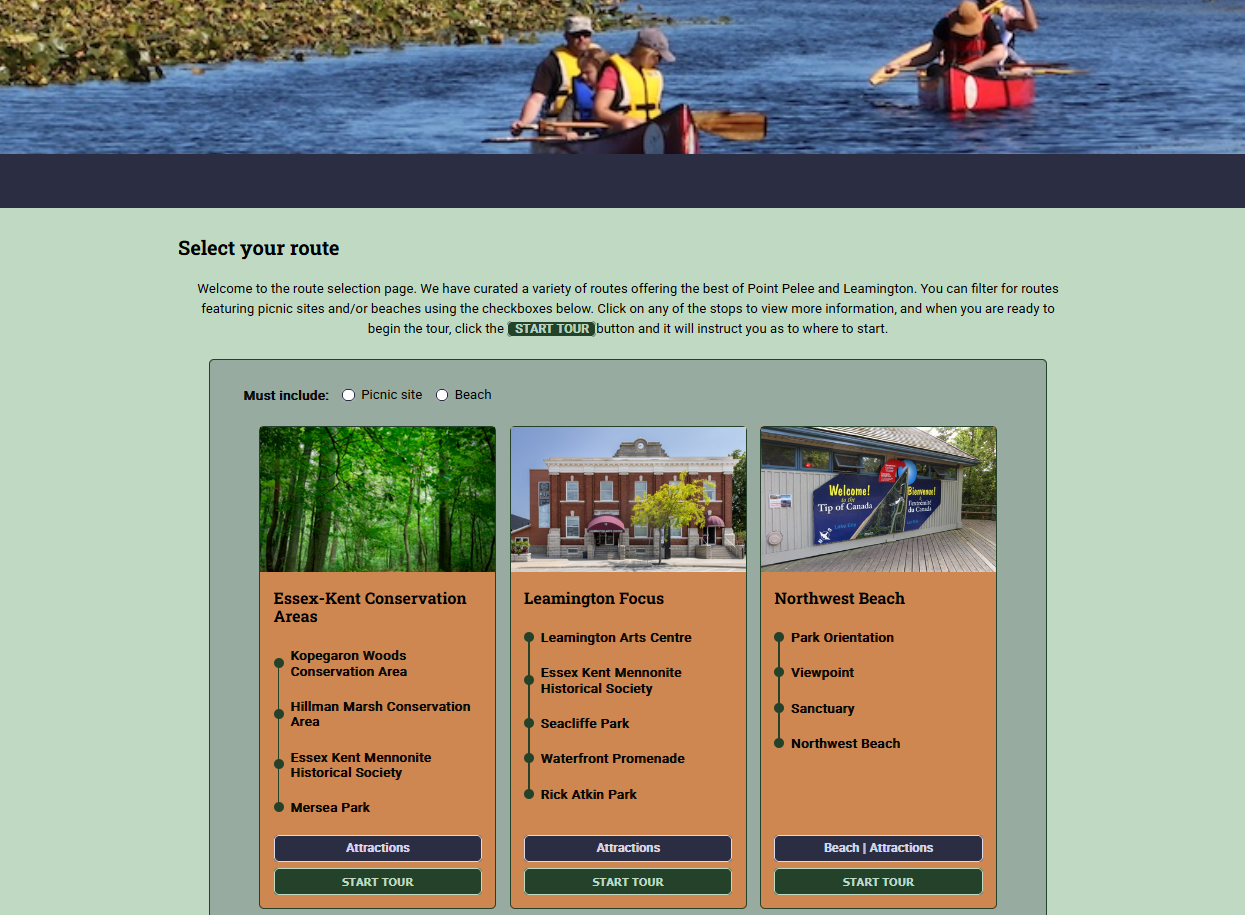 Select your route
Welcome to the route selection page. We have curated a variety of routes offering the best of Point Pelee and Leamington. You can filter for routes
featuring picnic sites and/or beaches using the checkboxes below. Click on any of the stops to view more information, and when you are ready to
begin the tour, click the START TOUR button and it will instruct you as to where to start.
Must include: Picnic site Beach
Welcome!
to the
Tip of Canada
Bienvenue!
l'extrémité
du Canada
Essex-Kent Conservation
Areas
Kopegaron Woods
Conservation Area
Hillman Marsh Conservation
Area
Essex Kent Mennonite
Historical Society
Mersea Park
Attractions
START TOUR
Leamington Focus
Leamington Arts Centre
Essex Kent Mennonite
Historical Society
Seacliffe Park
Waterfront Promenade
Rick Atkin Park
Attractions
START TOUR
Northwest Beach
Park Orientation
Viewpoint
Sanctuary
Northwest Beach
Beach | Attractions
START TOUR